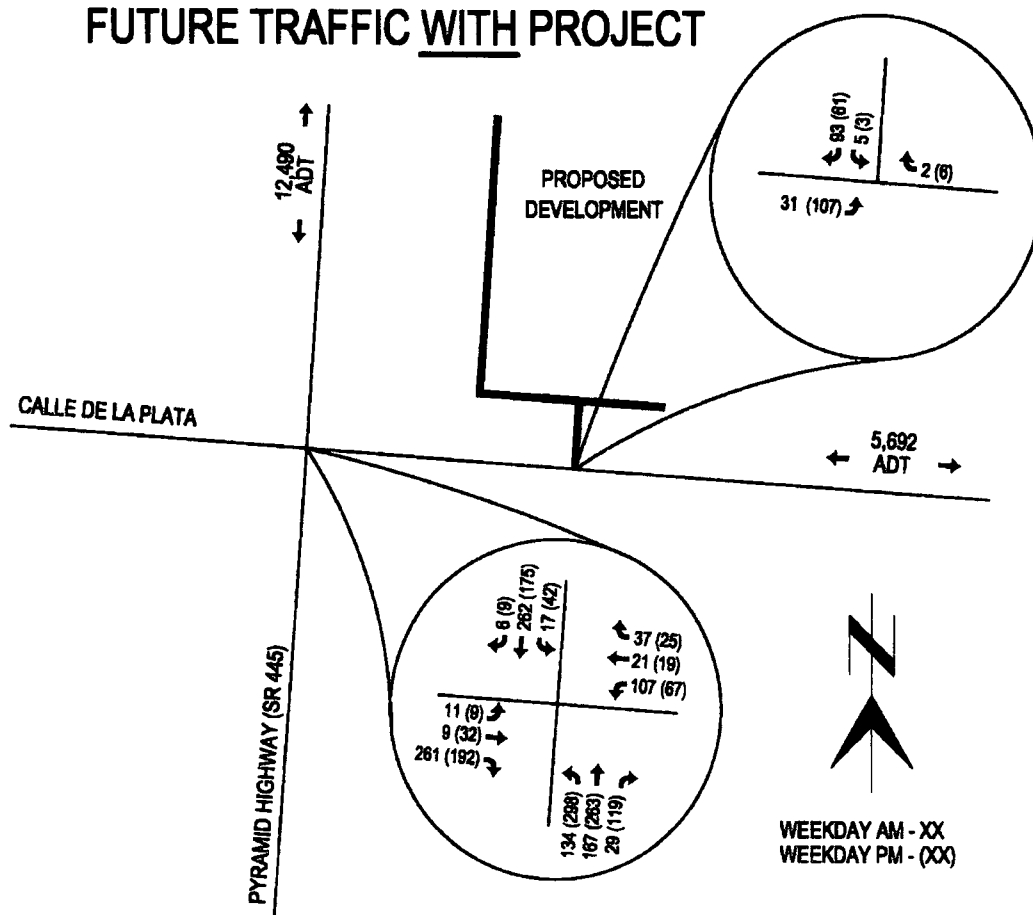 FUTURE TRAFFIC WITH PROJECT
12,490
ADT
PROPOSED
DEVELOPMENT
93 (61)
5 (3)
2 (6)
31 (107)
CALLE DE LA PLATA
5,692
ADT
PYRAMID HIGHWAY (SR 445)
6 (9)
262 (175)
17 (42)
37 (25)
21 (19)
107 (67)
11 (9)
9 (32)
261 (192)
134 (298)
167 (263)
29 (119)
N
WEEKDAY AM - XX
WEEKDAY PM - (XX)